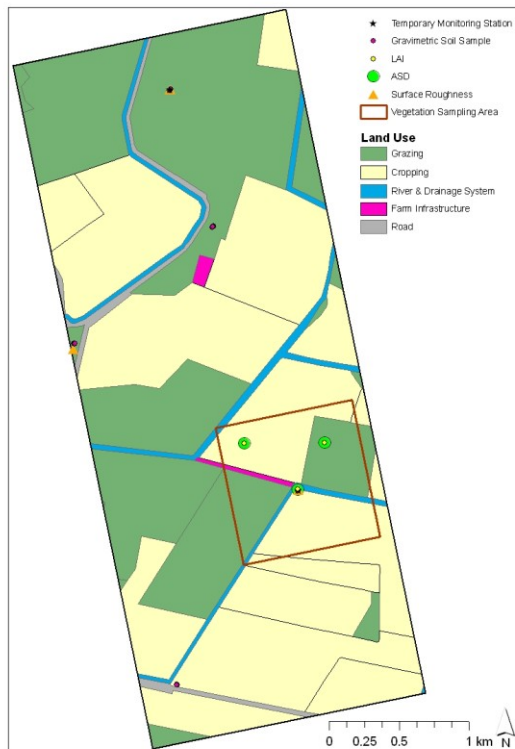 Temporary Monitoring Station
Gravimetric Soil Sample
LAI
ASD
Surface Roughness
Vegetation Sampling Area
Land Use
Grazing
Cropping
River & Drainage System
Farm Infrastructure
Road
0 0.25 0.5 1 km
N